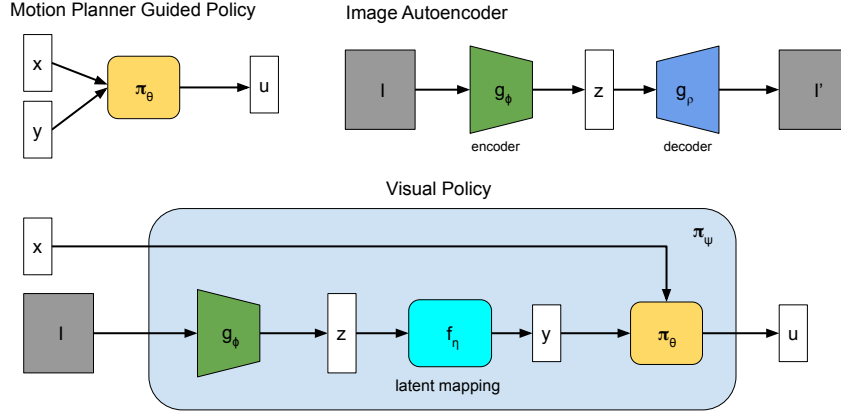 Motion Planner Guided Policy
Image Autoencoder
x
y
π_θ
u
I
g_ϕ
z
g_ρ
I'
encoder
decoder
Visual Policy
x
π_ψ
I
g_ϕ
z
f_η
y
π_θ
u
latent mapping